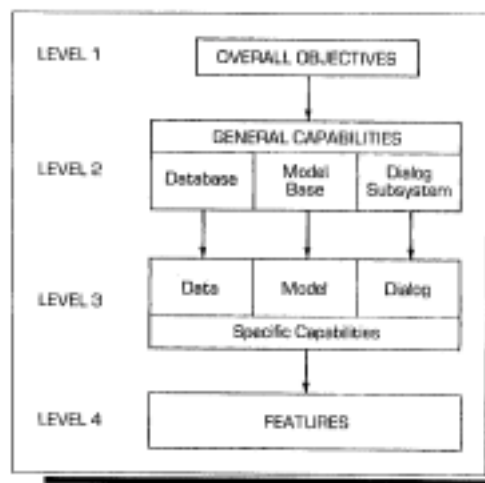 LEVEL 1
OVERALL OBJECTIVES
GENERAL CAPABILITIES
LEVEL 2
Database
Model
Base
Dialog
Subsystem
LEVEL 3
Data
Model
Dialog
Specific Capabilities
LEVEL 4
FEATURES